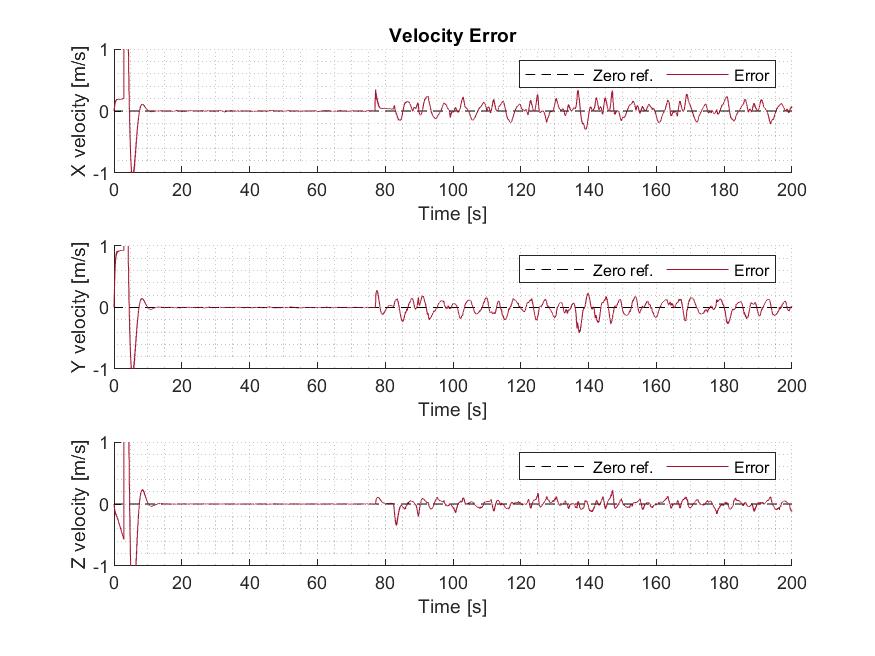 Velocity Error
X velocity [m/s]
1
0
-1
Zero ref. Error
0 20 40 60 80 100 120 140 160 180 200
Time [s]
Y velocity [m/s]
1
0
-1
Zero ref. Error
0 20 40 60 80 100 120 140 160 180 200
Time [s]
Z velocity [m/s]
1
0
-1
Zero ref. Error
0 20 40 60 80 100 120 140 160 180 200
Time [s]